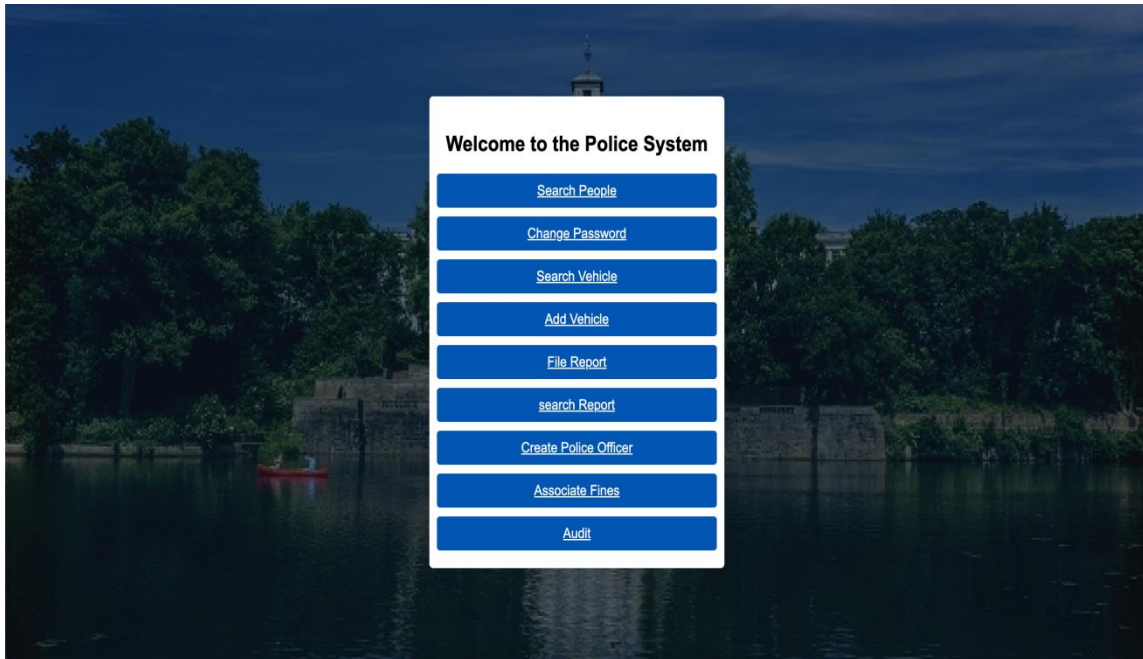 Welcome to the Police System
Search People
Change Password
Search Vehicle
Add Vehicle
File Report
search Report
Create Police Officer
Associate Fines
Audit